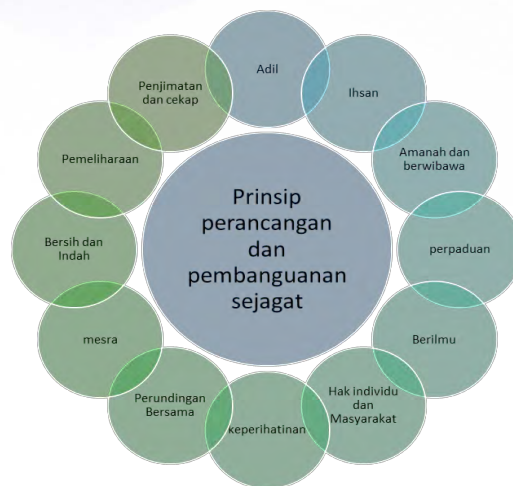 Adil
Ihsan
Amanah dan
berwibawa
perpaduan
Berilmu
Hak individu
dan
Masyarakat
keperihatinan
Perundingan
Bersama
mesra
Bersih dan
Indah
Pemeliharaan
Penjimatan
dan cekap
Prinsip
perancangan
dan
pembanguanan
sejagat